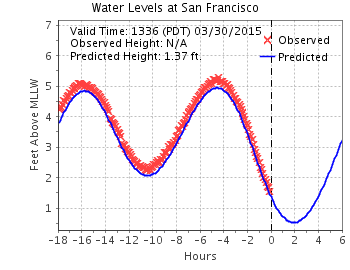 Water Levels at San Francisco
Valid Time: 1336 (PDT) 03/30/2015
Observed Height: N/A
Predicted Height: 1.37 ft.
Observed
Predicted
Feet Above MLLW
7
6
5
4
3
2
1
-18 -16 -14 -12 -10 -8 -6 -4 -2 0 2 4 6
Hours